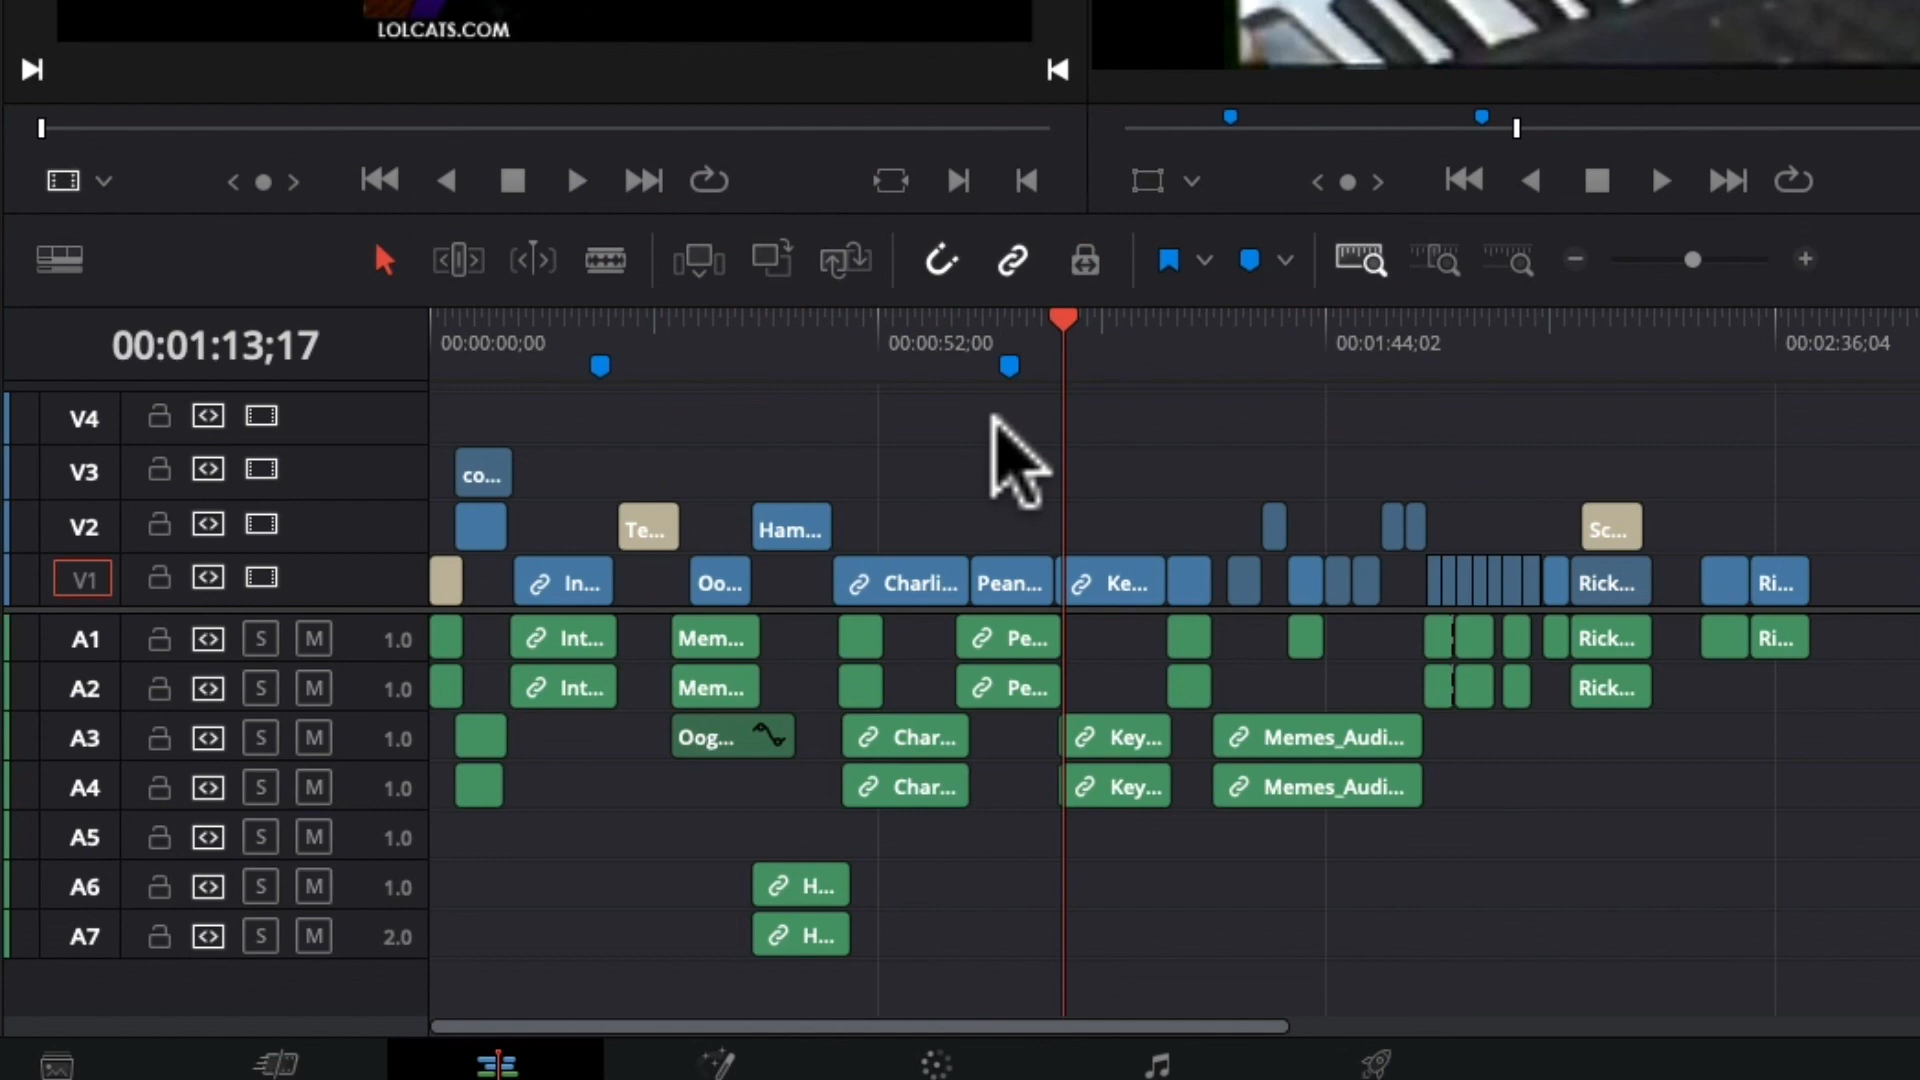 LOLCATS.COM
00:01:13;17
00:00:00;00 00:00:52;00 00:01:44;02 00:02:36;04
V4
V3 co...
V2 Te... Ham... Sc...
V1 In... Oo... Charli... Pean... Ke... Rick... Ri...
A1 S M 1.0 Int... Mem... Pe... Rick... Ri...
A2 S M 1.0 Int... Mem... Pe... Rick...
A3 S M 1.0 Oog... Char... Key... Memes_Audi...
A4 S M 1.0 Char... Key... Memes_Audi...
A5 S M 1.0
A6 S M 1.0 H...
A7 S M 2.0 H...